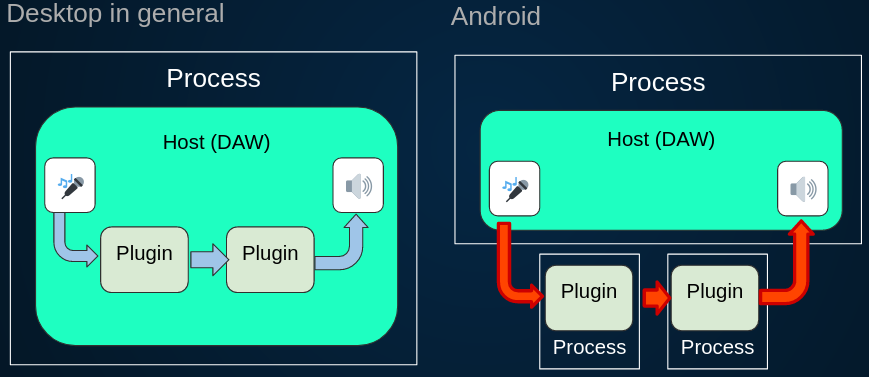 Desktop in general
Process
Host (DAW)
Plugin
Plugin
Android
Process
Host (DAW)
Plugin
Process
Plugin
Process